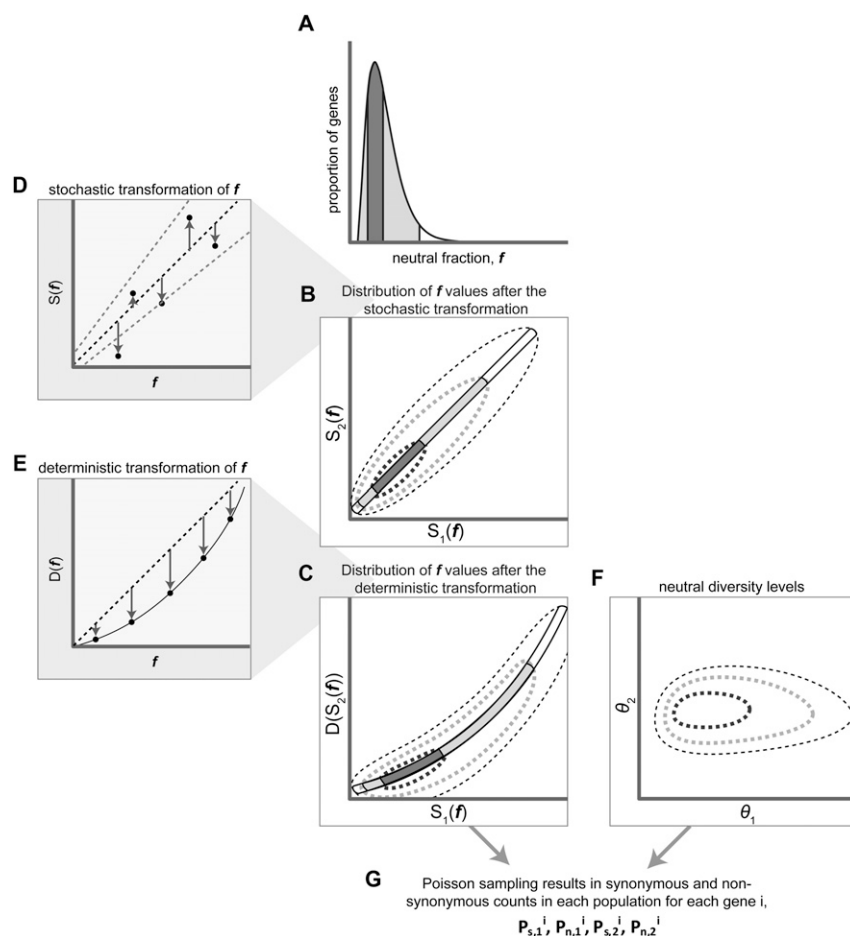 A
proportion of genes
neutral fraction, f
D
stochastic transformation of f
S(f)
f
B
Distribution of f values after the
stochastic transformation
S₂(f)
S₁(f)
E
deterministic transformation of f
D(f)
f
C
Distribution of f values after the
deterministic transformation
D(S₂(f))
S₁(f)
F
neutral diversity levels
θ₂
θ₁
G
Poisson sampling results in synonymous and non-
synonymous counts in each population for each gene i,
Pₛ,₁ⁱ, Pₙ,₁ⁱ, Pₛ,₂ⁱ, Pₙ,₂ⁱ